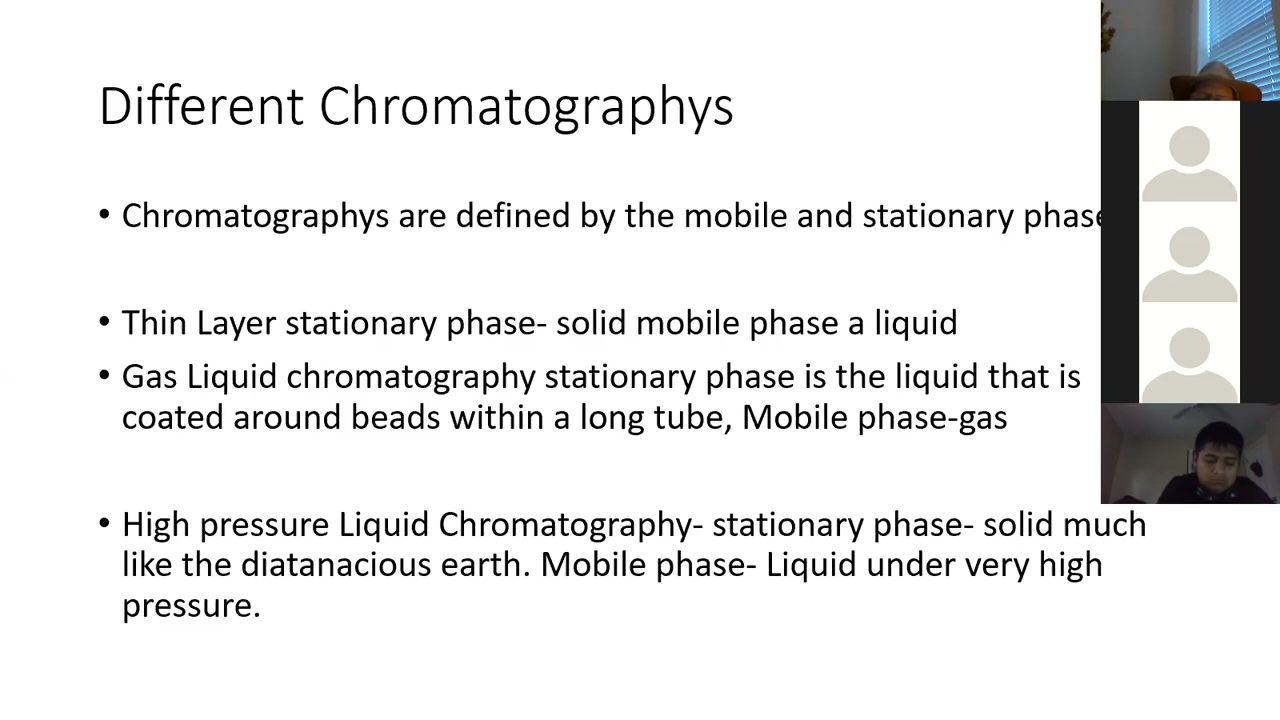 Different Chromatographys
• Chromatographys are defined by the mobile and stationary phase
• Thin Layer stationary phase- solid mobile phase a liquid
• Gas Liquid chromatography stationary phase is the liquid that is
coated around beads within a long tube, Mobile phase-gas
• High pressure Liquid Chromatography- stationary phase- solid much
like the diatanacious earth. Mobile phase- Liquid under very high
pressure.